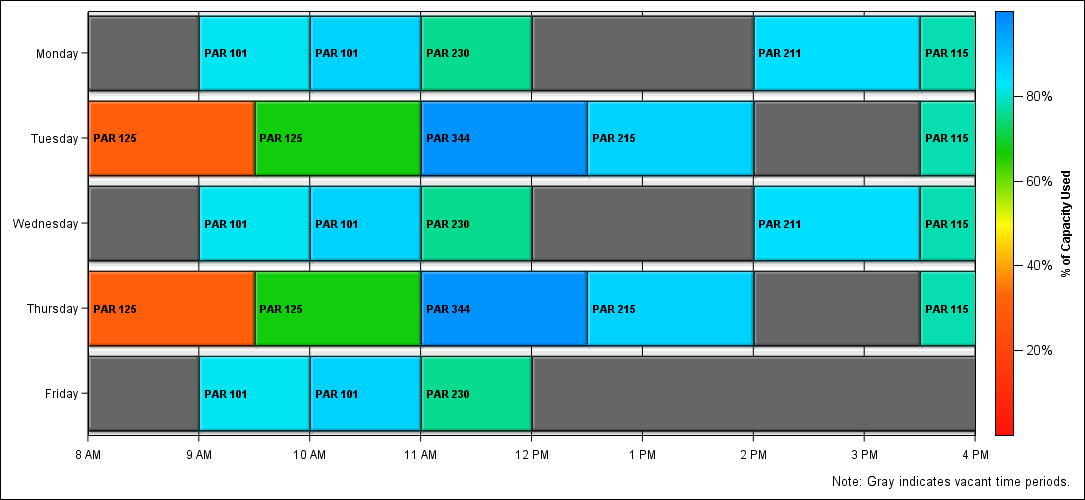 Monday PAR 101 PAR 101 PAR 230 PAR 211 PAR 115
80%
Tuesday PAR 125 PAR 125 PAR 344 PAR 215 PAR 115
60%
% of Capacity Used
Wednesday PAR 101 PAR 101 PAR 230 PAR 211 PAR 115
40%
Thursday PAR 125 PAR 125 PAR 344 PAR 215 PAR 115
20%
Friday PAR 101 PAR 101 PAR 230
8 AM 9 AM 10 AM 11 AM 12 PM 1 PM 2 PM 3 PM 4 PM
Note: Gray indicates vacant time periods.